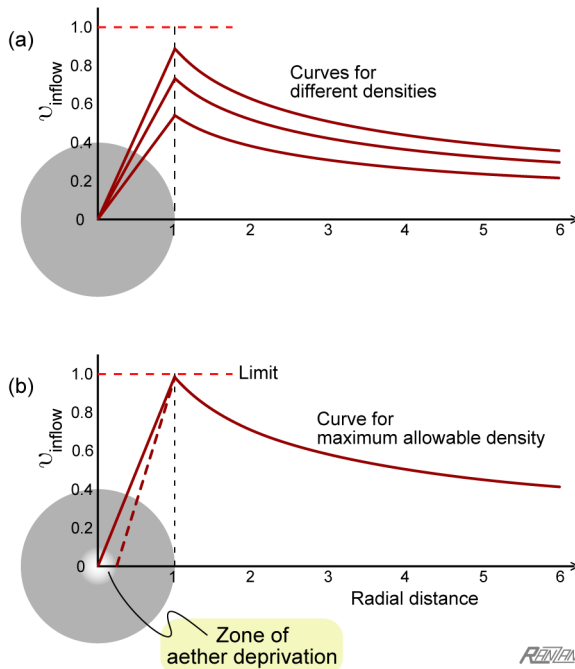 (a)
1.0
0.8
0.6
0.4
0.2
0
υinflow
Curves for
different densities
1 2 3 4 5 6
(b)
1.0
0.8
0.6
0.4
0.2
0
υinflow
Limit
Curve for
maximum allowable density
1 2 3 4 5 6
Radial distance
Zone of
aether deprivation